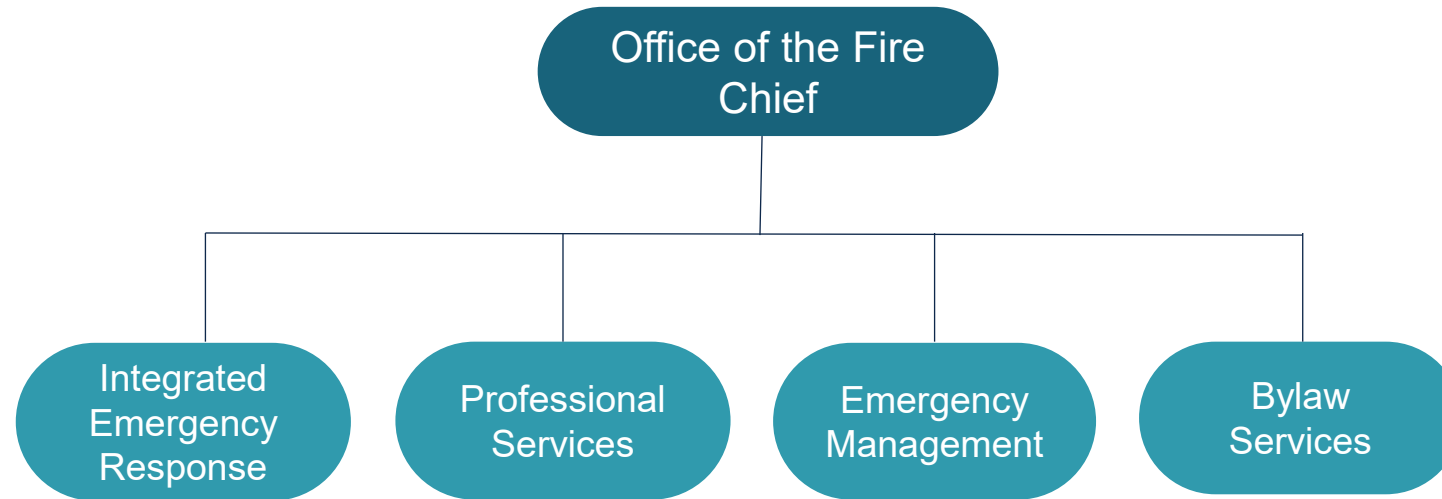 Office of the Fire
Chief
Integrated
Emergency
Response
Professional
Services
Emergency
Management
Bylaw
Services